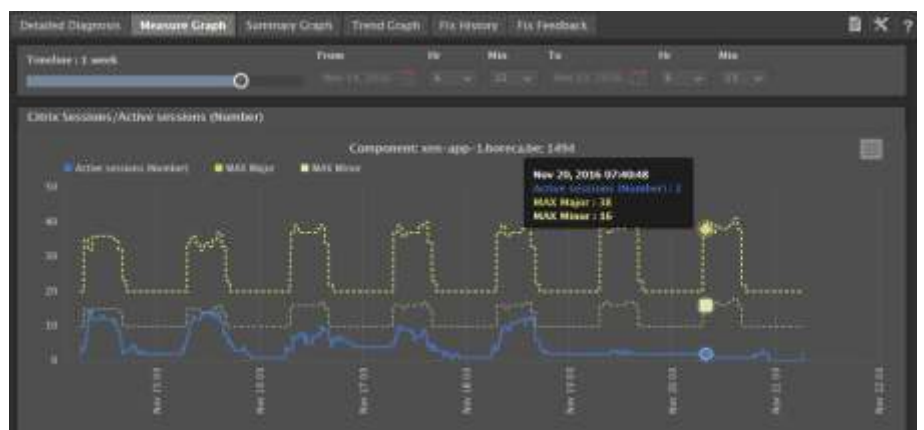 Detailed Diagnosis Measure Graph Summary Graph Trend Graph Fix History Fix Feedback ?
Timeline : 1 week From Hr Min To Hr Min
Citrix Sessions/Active sessions (Number)
Component: xen-app-1.horeca.be: 1494
Active sessions (Number) MAX Major MAX Minor
Nov 20, 2016 07:40:48
Active sessions (Number) : 2
MAX Major : 38
MAX Minor : 16
50
40
30
20
10
0